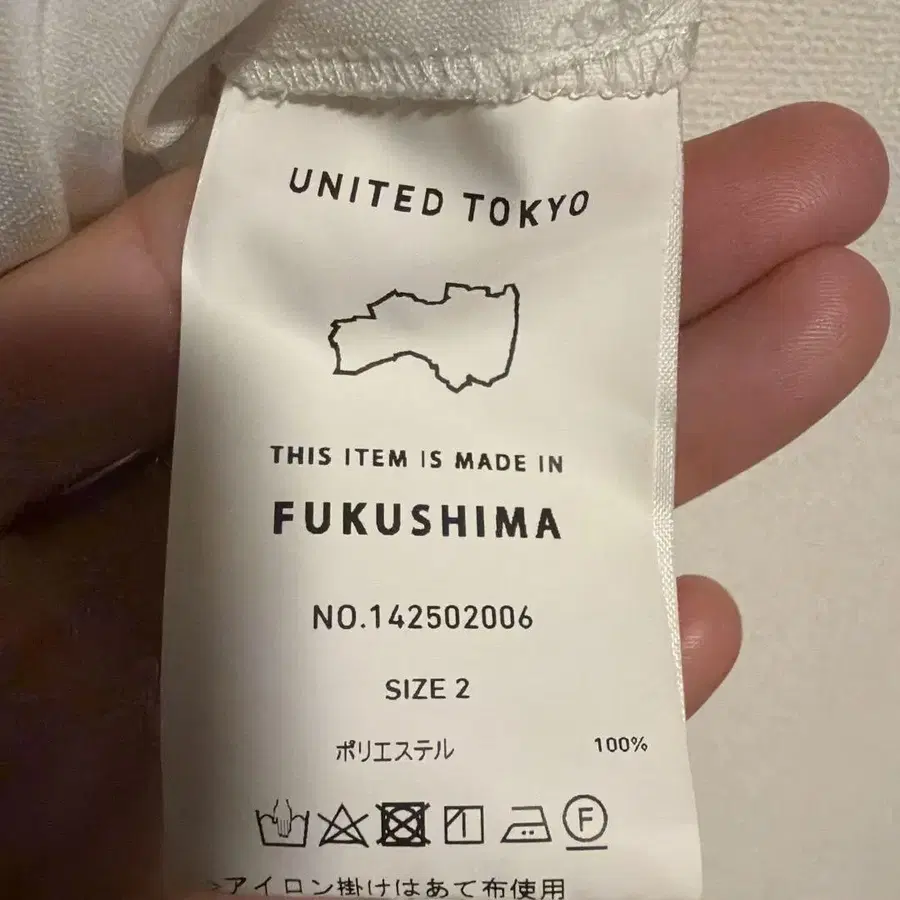 UNITED TOKYO
THIS ITEM IS MADE IN
FUKUSHIMA
NO.142502006
SIZE 2
ポリエステル 100%
F
アイロン掛けはあて布使用